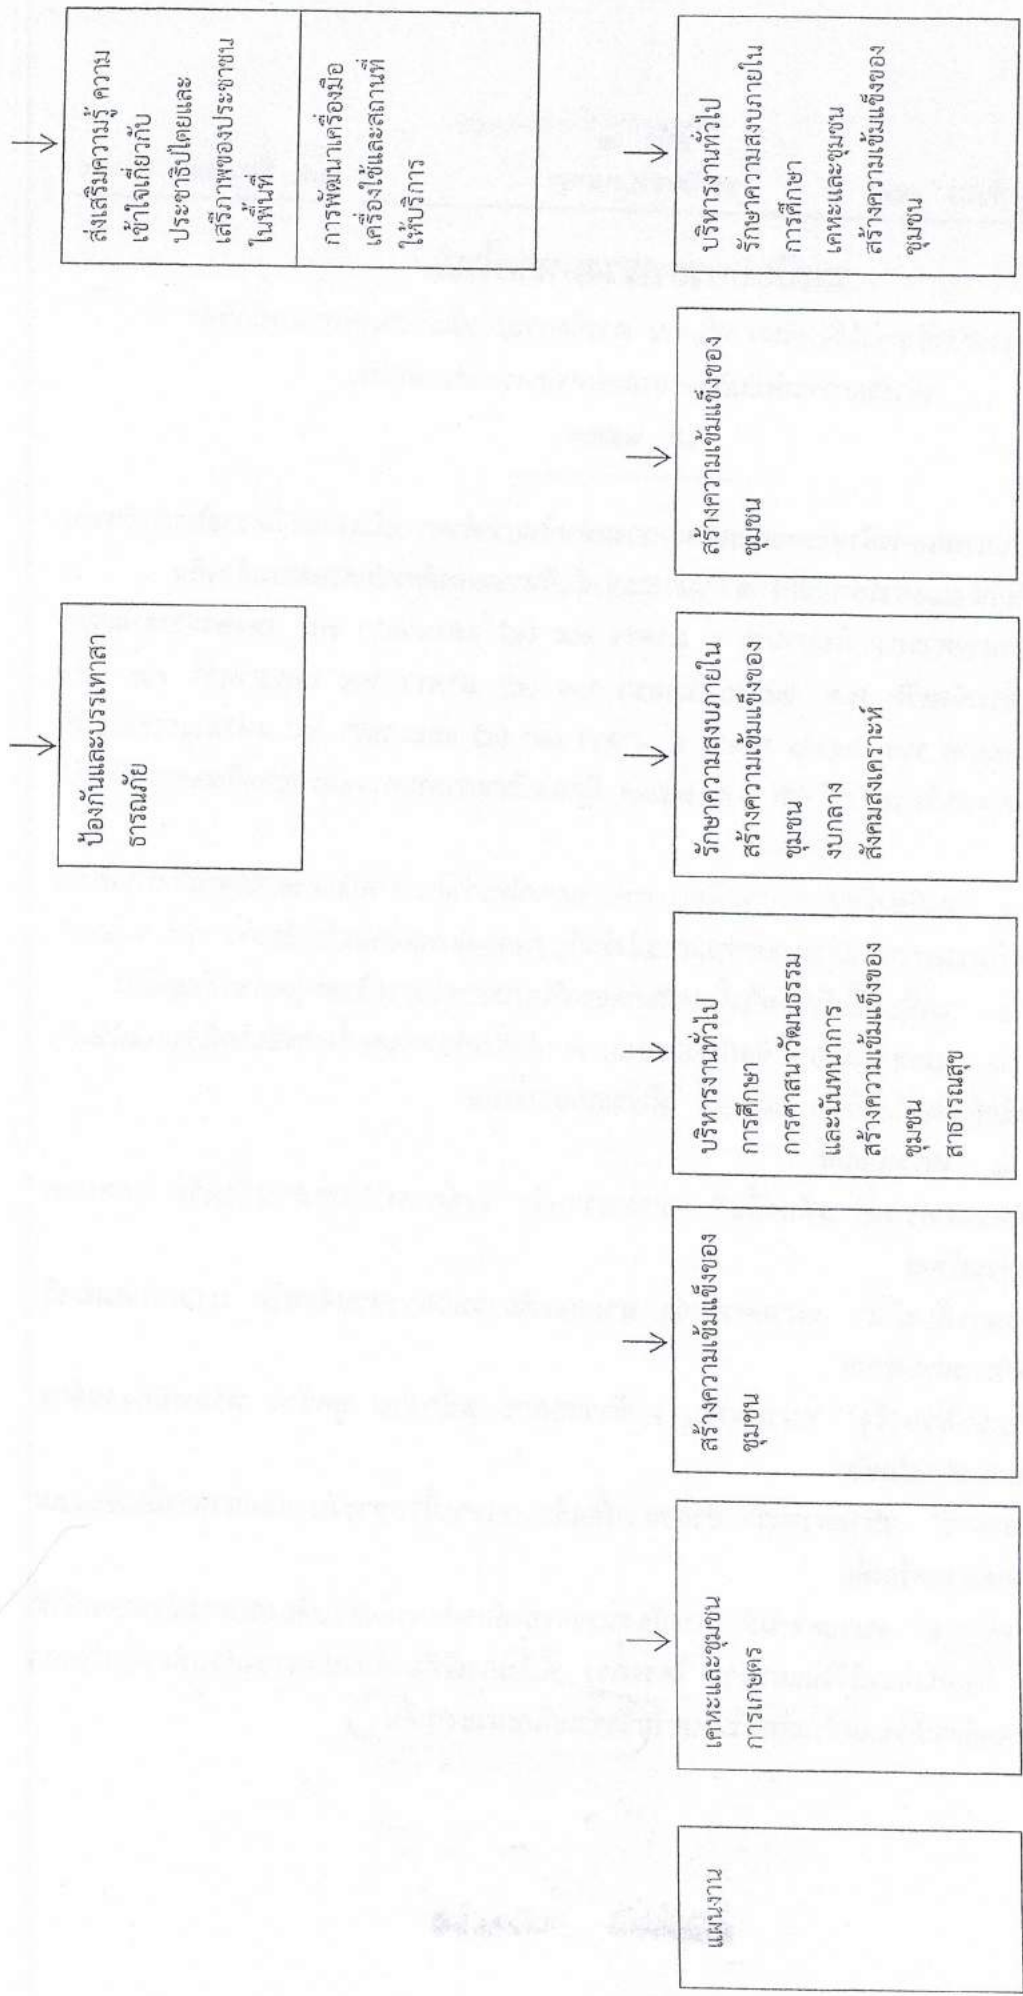 ป้องกันและบรรเทาสา
ธารณภัย
ส่งเสริมความรู้ ความ
เข้าใจเกี่ยวกับ
ประชาธิปไตยและ
เสรีภาพของประชาชน
ในพื้นที่
การพัฒนาเครื่องมือ
เครื่องใช้และสถานที่
ให้บริการ
แผนงาน
เคหะและชุมชน
การเกษตร
สร้างความเข้มแข็งของ
ชุมชน
บริหารงานทั่วไป
การศึกษา
การศาสนาวัฒนธรรม
และนันทนาการ
สร้างความเข้มแข็งของ
ชุมชน
สาธารณสุข
รักษาความสงบภายใน
สร้างความเข้มแข็งของ
ชุมชน
งบกลาง
สังคมสงเคราะห์
สร้างความเข้มแข็งของ
ชุมชน
บริหารงานทั่วไป
รักษาความสงบภายใน
การศึกษา
เคหะและชุมชน
สร้างความเข้มแข็งของ
ชุมชน